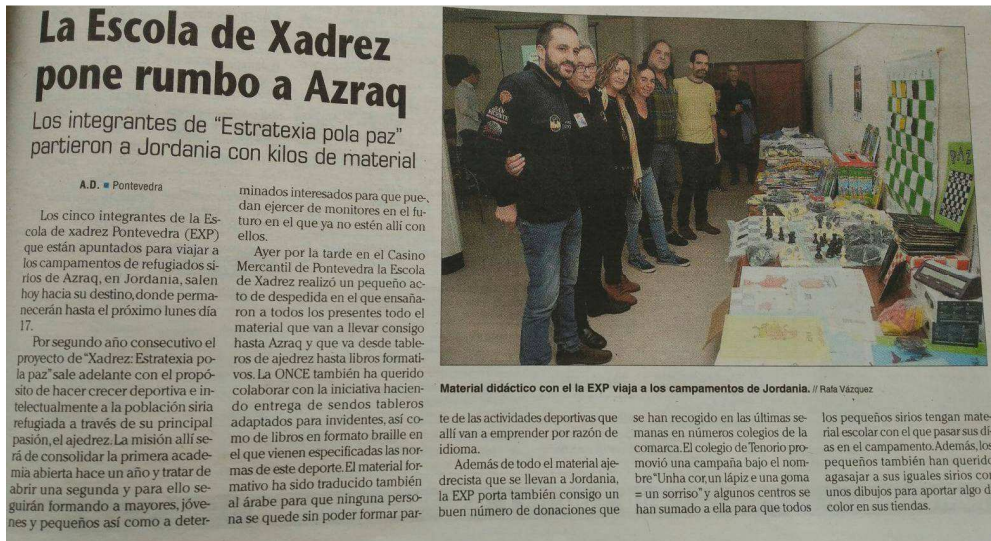 La Escola de Xadrez
pone rumbo a Azraq
Los integrantes de “Estratexia pola paz”
partieron a Jordania con kilos de material
A.D. ■ Pontevedra
Los cinco integrantes de la Es-
cola de xadrez Pontevedra (EXP)
que están apuntados para viajar a
los campamentos de refugiados si-
rios de Azraq, en Jordania, salen
hoy hacia su destino, donde perma-
necerán hasta el próximo lunes día
17.
Por segundo año consecutivo el
proyecto de “Xadrez: Estratexia po-
la paz” sale adelante con el propó-
sito de hacer crecer deportiva e in-
telectualmente a la población siria
refugiada a través de su principal
pasión, el ajedrez. La misión allí se-
rá de consolidar la primera acade-
mia abierta hace un año y tratar de
abrir una segunda y para ello se-
guirán formando a mayores, jóve-
nes y pequeños así como a deter-
minados interesados para que pue-
dan ejercer de monitores en el fu-
turo en el que ya no estén allí con
ellos.
Ayer por la tarde en el Casino
Mercantil de Pontevedra la Escola
de Xadrez realizó un pequeño ac-
to de despedida en el que ensaña-
ron a todos los presentes todo el
material que van a llevar consigo
hasta Azraq y que va desde table-
ros de ajedrez hasta libros formati-
vos. La ONCE también ha querido
colaborar con la iniciativa hacien-
do entrega de sendos tableros
adaptados para invidentes, así co-
mo de libros en formato braille en
el que vienen especificadas las nor-
mas de este deporte. El material for-
mativo ha sido traducido también
al árabe para que ninguna perso-
na se quede sin poder formar par-
Material didáctico con el la EXP viaja a los campamentos de Jordania. // Rafa Vázquez
te de las actividades deportivas que
allí van a emprender por razón de
idioma.
Además de todo el material aje-
drecista que se llevan a Jordania,
la EXP porta también consigo un
buen número de donaciones que
se han recogido en las últimas se-
manas en números colegios de la
comarca. El colegio de Tenorio pro-
movió una campaña bajo el nom-
bre “Unha cor, un lápiz e una goma
= un sorriso” y algunos centros se
han sumado a ella para que todos
los pequeños sirios tengan mate-
rial escolar con el que pasar sus dí-
as en el campamento. Además, los
pequeños también han querido
agasajar a sus iguales sirios con
unos dibujos para aportar algo d
color en sus tiendas.